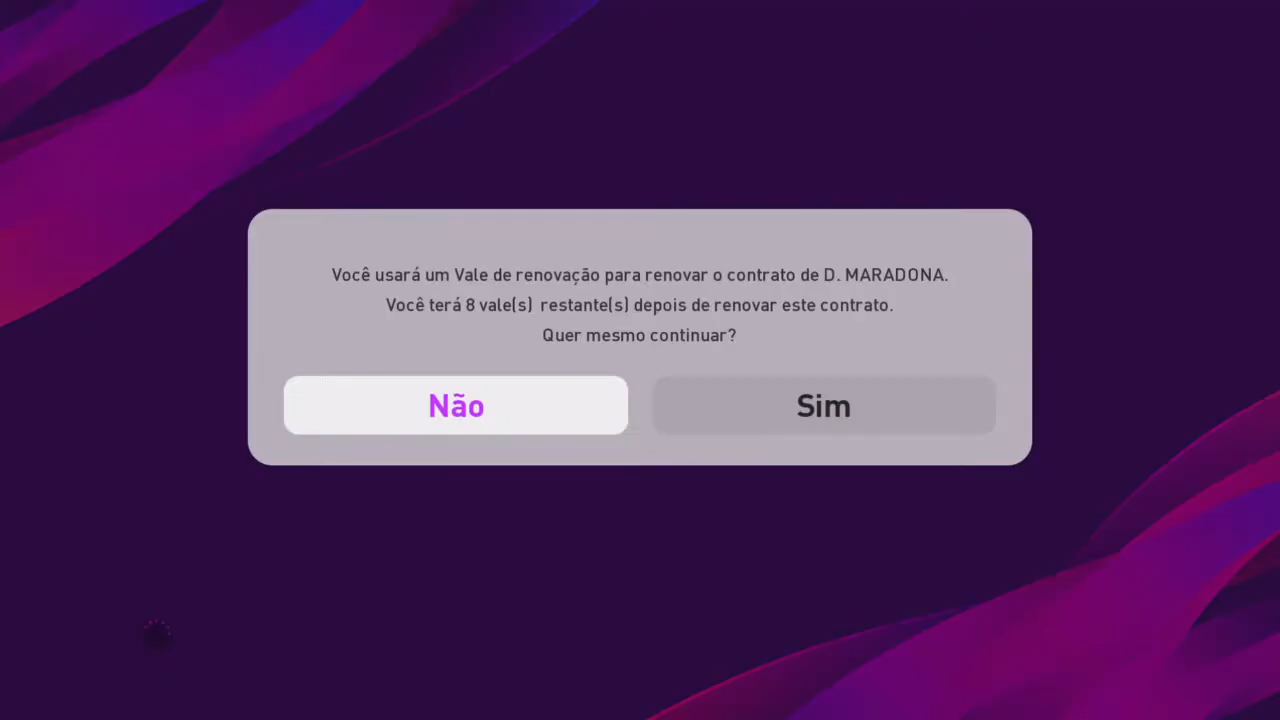 Você usará um Vale de renovação para renovar o contrato de D. MARADONA.
Você terá 8 vale(s)  restante(s) depois de renovar este contrato.
Quer mesmo continuar?
Não
Sim